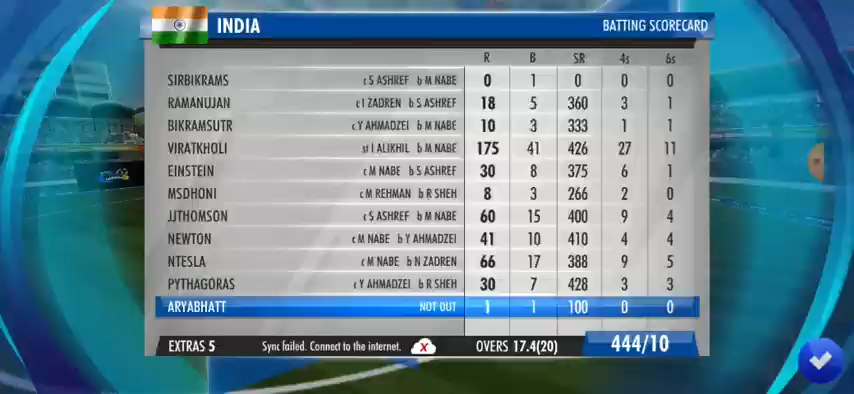 INDIA BATTING SCORECARD
R B SR 4s 6s
SIRBIKRAMS c S ASHREF b M NABE 0 1 0 0 0
RAMANUJAN c I ZADREN b S ASHREF 18 5 360 3 1
BIKRAMSUTR c Y AHMADZEI b M NABE 10 3 333 1 1
VIRATKHOLI st I ALIKHIL b M NABE 175 41 426 27 11
EINSTEIN c M NABE b S ASHREF 30 8 375 6 1
MSDHONI c M REHMAN b R SHEH 8 3 266 2 0
JJTHOMSON c S ASHREF b M NABE 60 15 400 9 4
NEWTON c M NABE b Y AHMADZEI 41 10 410 4 4
NTESLA c M NABE b N ZADREN 66 17 388 9 5
PYTHAGORAS c Y AHMADZEI b R SHEH 30 7 428 3 3
ARYABHATT NOT OUT 1 1 100 0 0
EXTRAS 5 Sync failed. Connect to the internet. X OVERS 17.4(20) 444/10